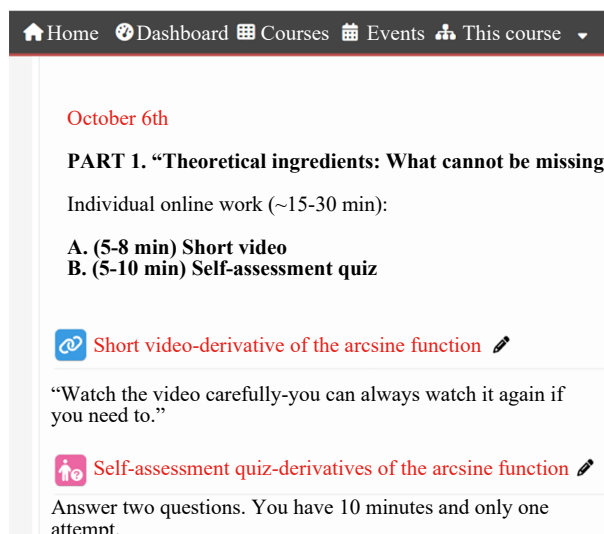 Home Dashboard Courses Events This course
October 6th
PART 1. “Theoretical ingredients: What cannot be missing
Individual online work (~15-30 min):
A. (5-8 min) Short video
B. (5-10 min) Self-assessment quiz
Short video-derivative of the arcsine function
“Watch the video carefully-you can always watch it again if
you need to.”
Self-assessment quiz-derivatives of the arcsine function
Answer two questions. You have 10 minutes and only one
attempt.